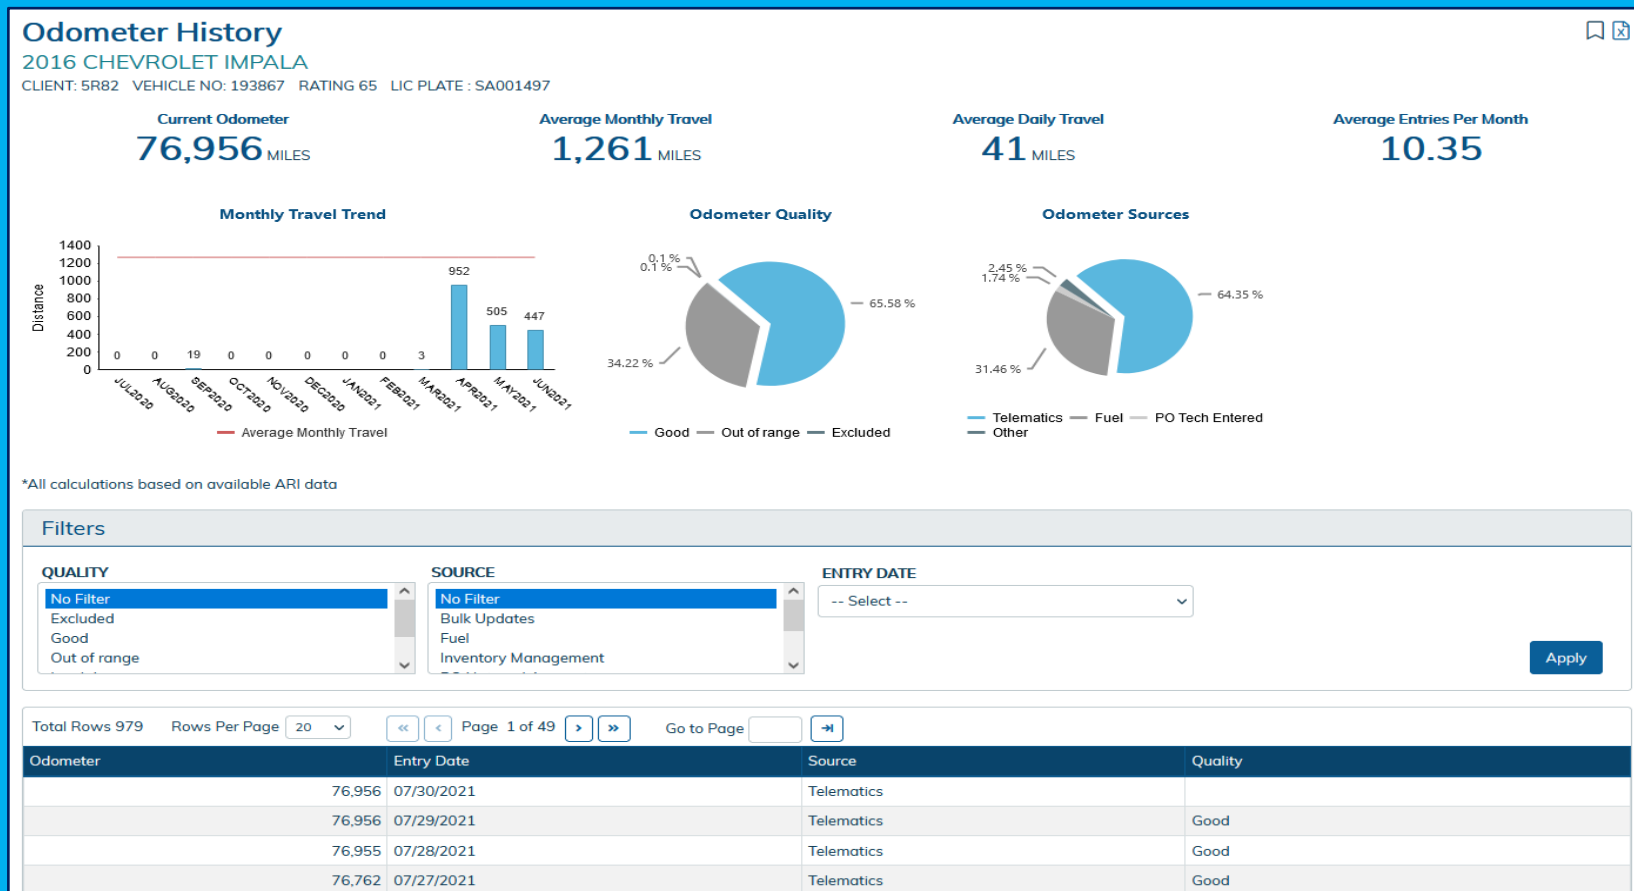 Odometer History
2016 CHEVROLET IMPALA
CLIENT: 5R82 VEHICLE NO: 193867 RATING 65 LIC PLATE : SA001497
Current Odometer
76,956 MILES
Average Monthly Travel
1,261 MILES
Average Daily Travel
41 MILES
Average Entries Per Month
10.35
Monthly Travel Trend
1400
1200
1000
800
600
400
200
0
Distance
0 0 19 0 0 0 0 0 3 952 505 447
JUL2020 AUG2020 SEP2020 OCT2020 NOV2020 DEC2020 JAN2021 FEB2021 MAR2021 APR2021 MAY2021 JUN2021
Average Monthly Travel
Odometer Quality
0.1 %
0.1 %
65.58 %
34.22 %
Good Out of range Excluded
Odometer Sources
2.45 %
1.74 %
64.35 %
31.46 %
Telematics Fuel PO Tech Entered
Other
*All calculations based on available ARI data
Filters
QUALITY
No Filter
Excluded
Good
Out of range
SOURCE
No Filter
Bulk Updates
Fuel
Inventory Management
ENTRY DATE
-- Select --
Apply
Total Rows 979 Rows Per Page 20 « ‹ Page 1 of 49 › » Go to Page
Odometer Entry Date Source Quality
76,956 07/30/2021 Telematics
76,956 07/29/2021 Telematics Good
76,955 07/28/2021 Telematics Good
76,762 07/27/2021 Telematics Good